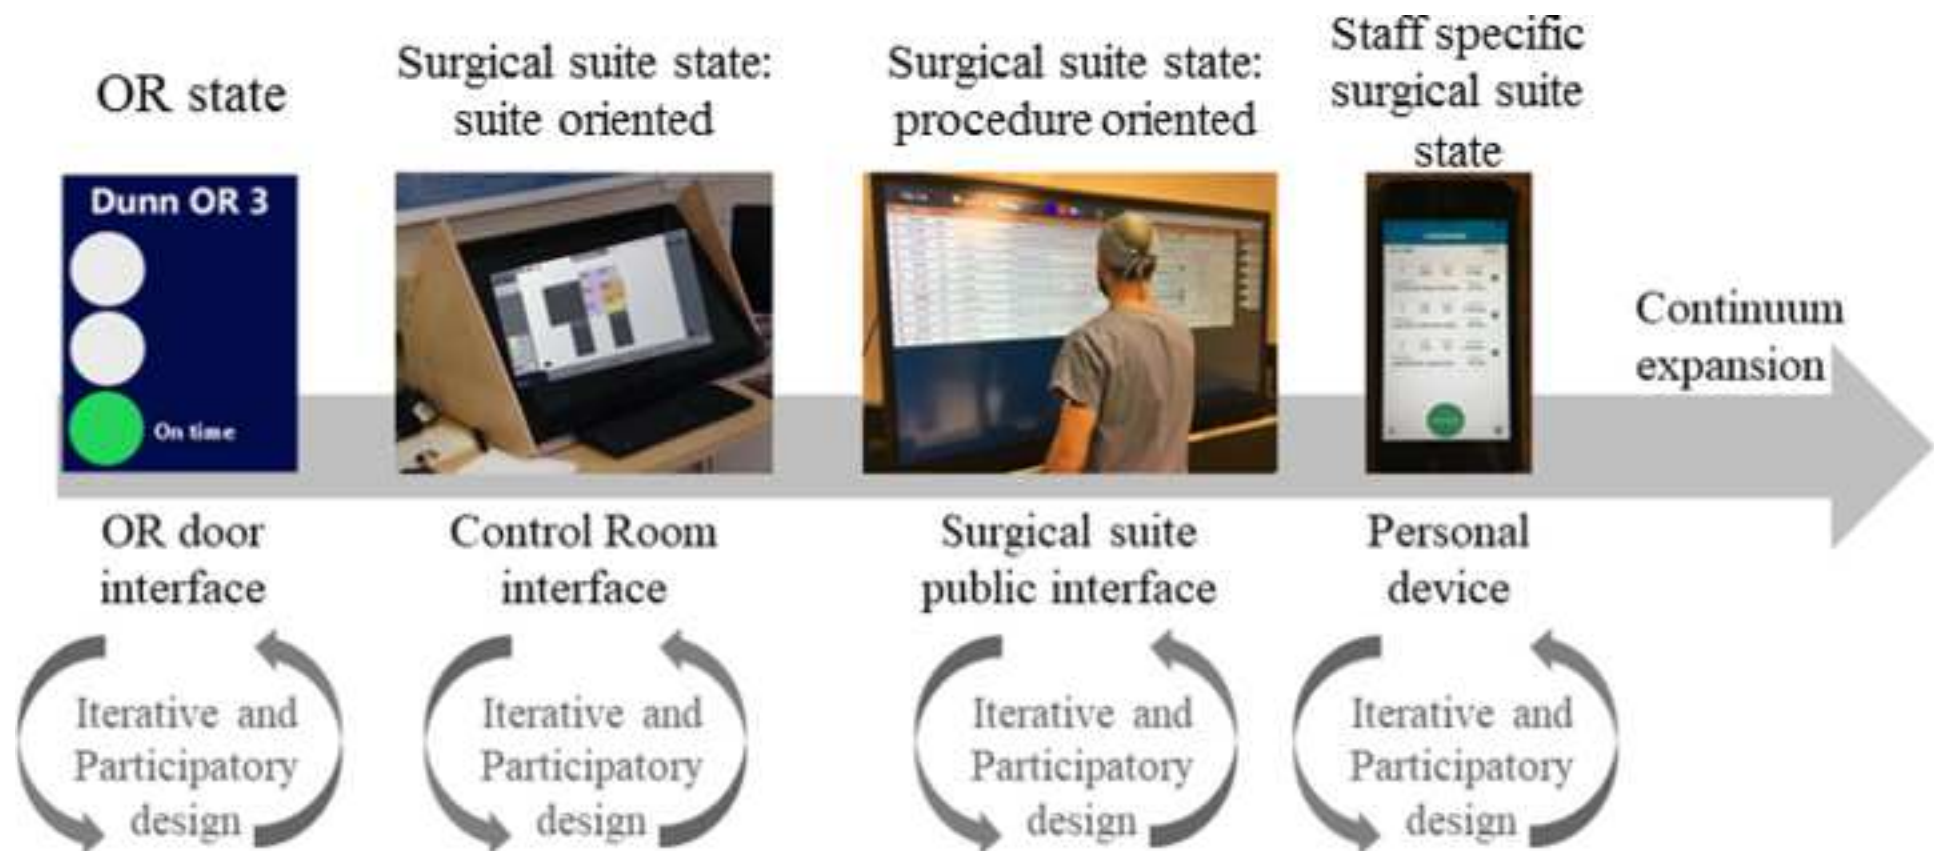 OR state
Surgical suite state:
suite oriented
Surgical suite state:
procedure oriented
Staff specific
surgical suite
state
Dunn OR 3
On time
Continuum
expansion
OR door
interface
Control Room
interface
Surgical suite
public interface
Personal
device
Iterative and
Participatory
design
Iterative and
Participatory
design
Iterative and
Participatory
design
Iterative and
Participatory
design